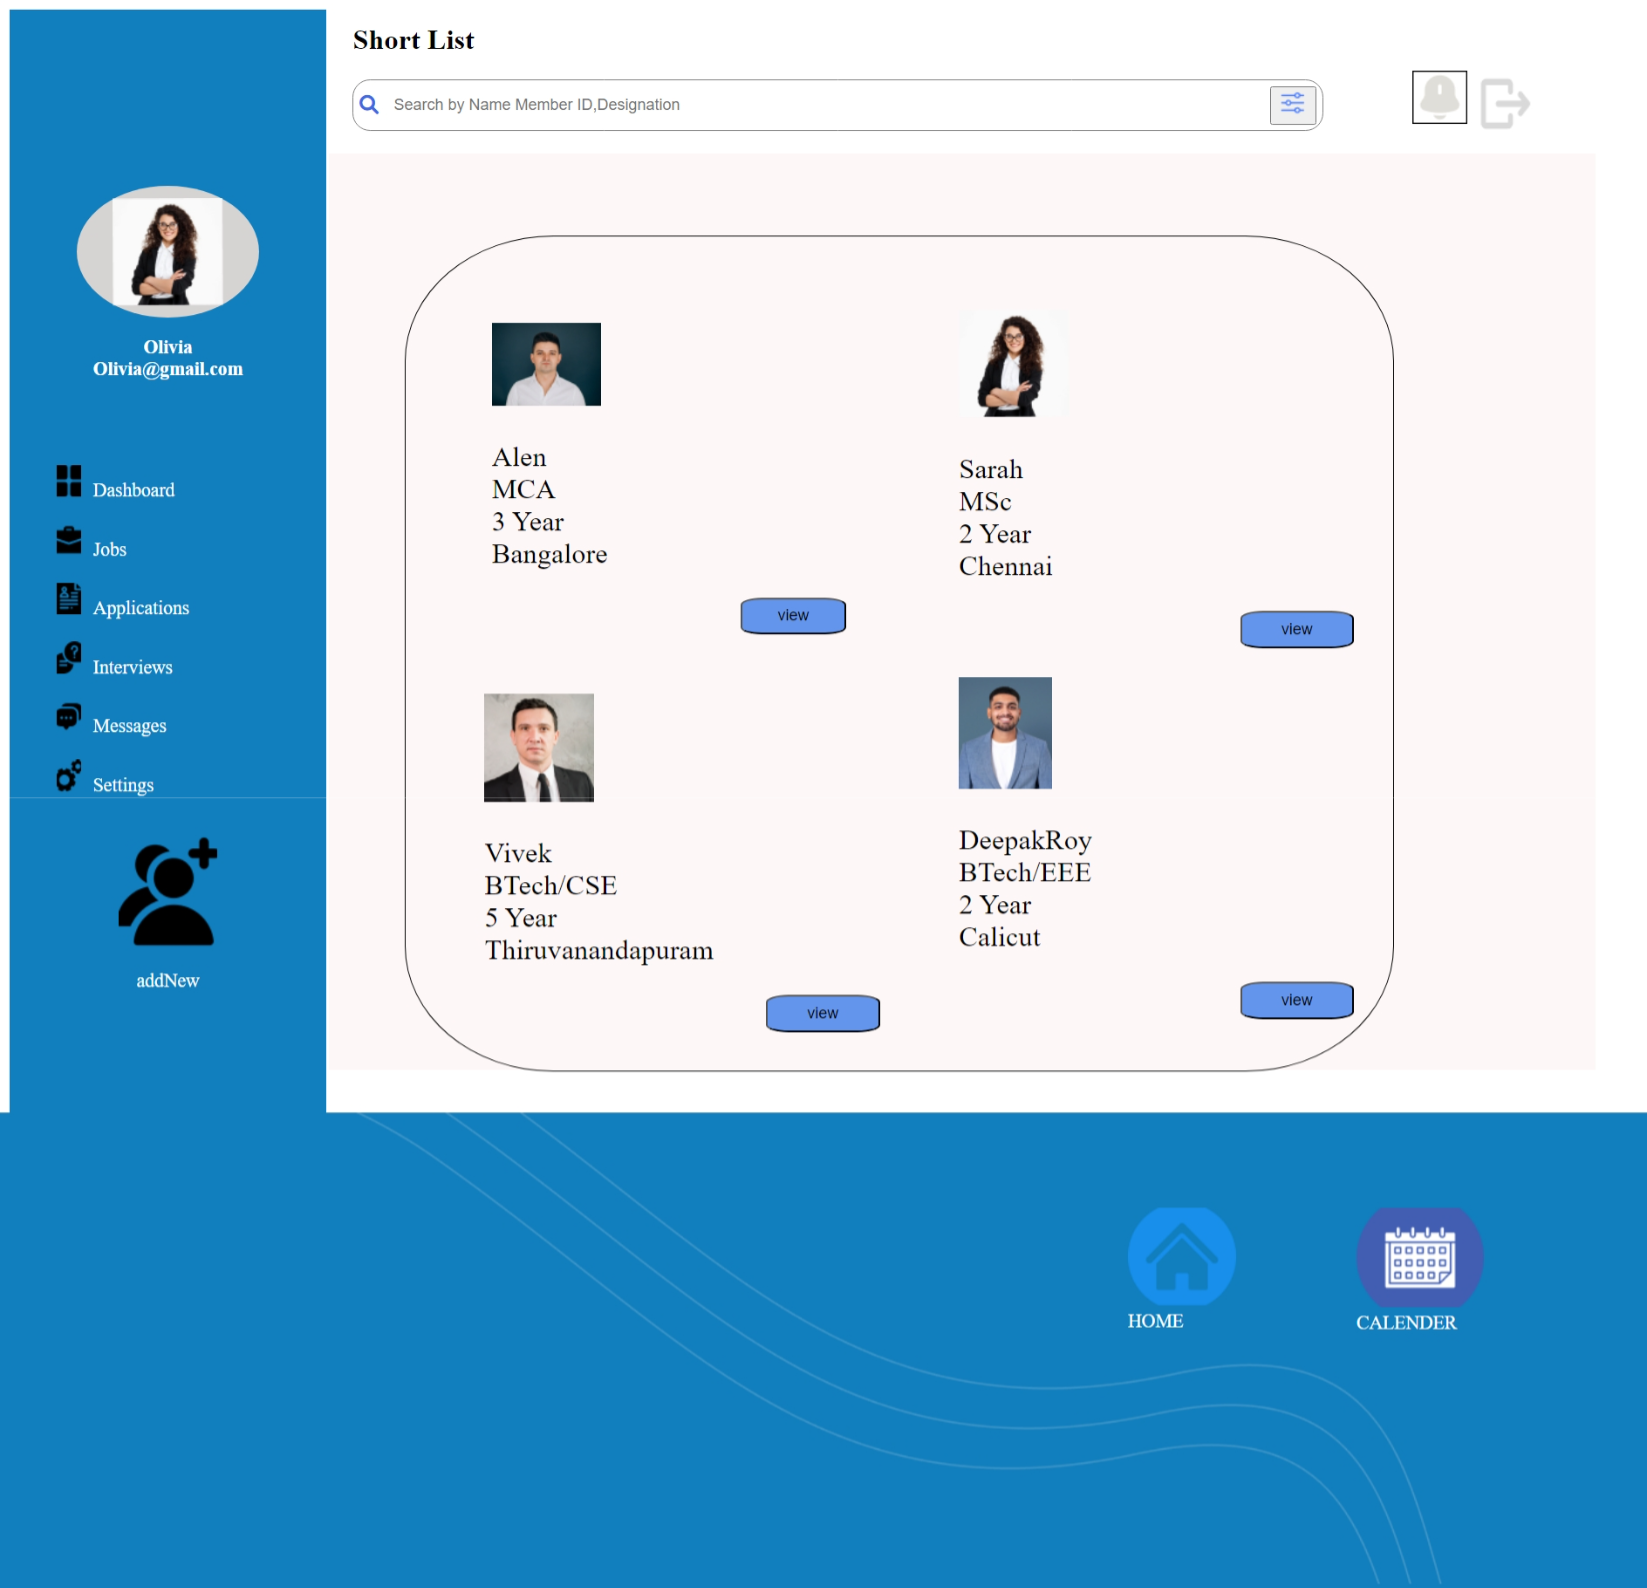 Short List
Search by Name Member ID,Designation
Olivia
Olivia@gmail.com
Dashboard
Jobs
Applications
Interviews
Messages
Settings
addNew
Alen
MCA
3 Year
Bangalore
view
Sarah
MSc
2 Year
Chennai
view
Vivek
BTech/CSE
5 Year
Thiruvanandapuram
view
DeepakRoy
BTech/EEE
2 Year
Calicut
view
HOME
CALENDER